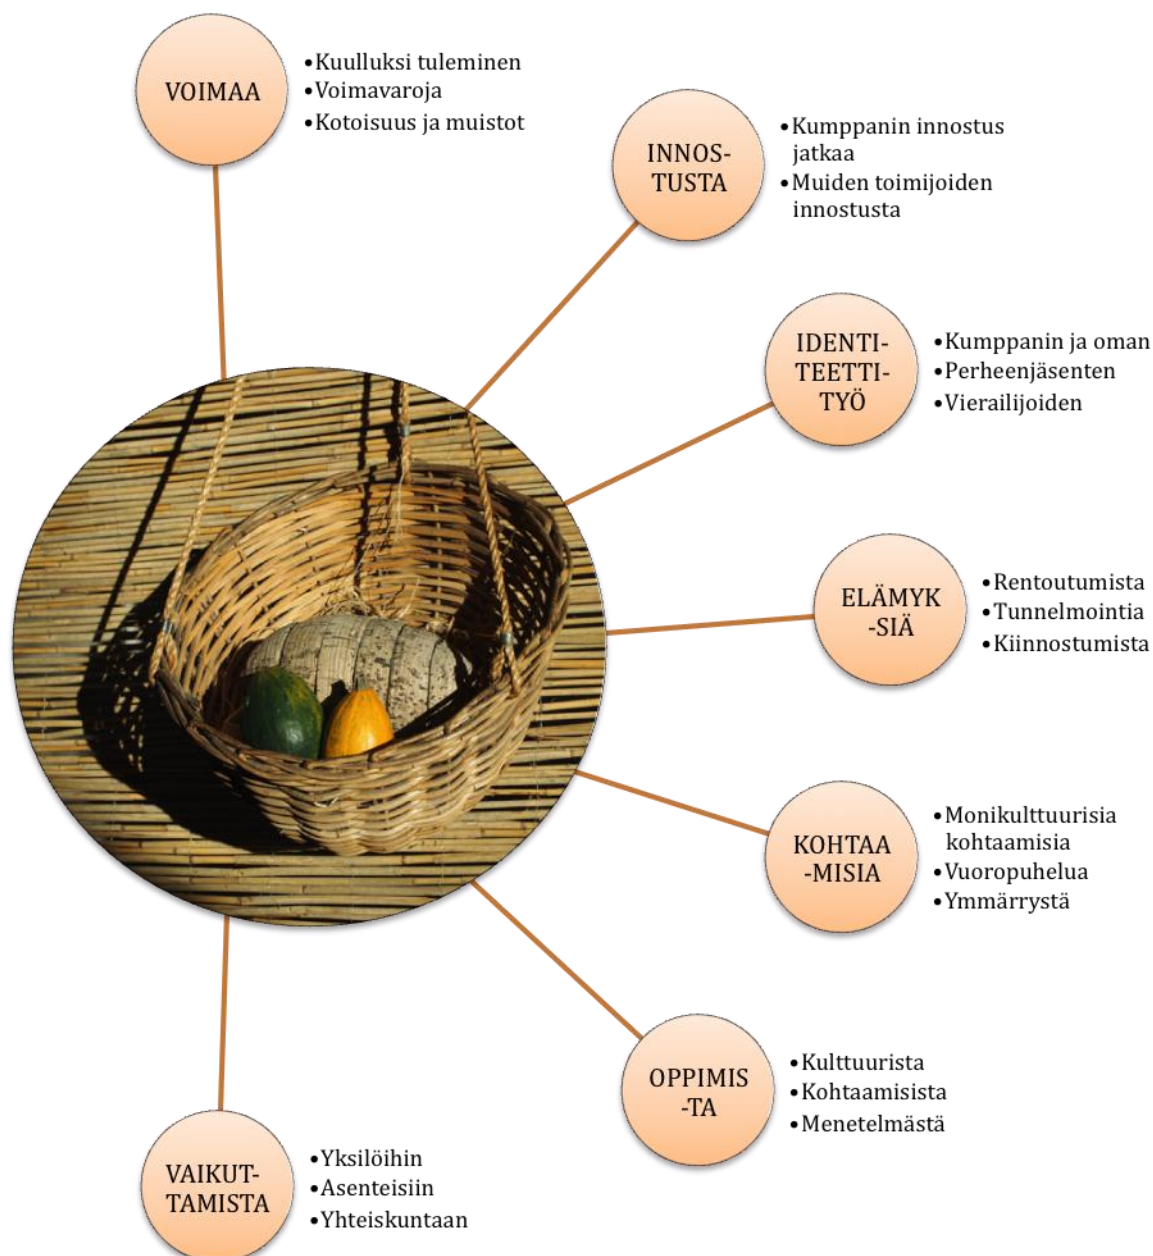 VOIMAA
•Kuulluksi tuleminen
•Voimavaroja
•Kotoisuus ja muistot
INNOS-
TUSTA
•Kumppanin innostus
jatkaa
•Muiden toimijoiden
innostusta
IDENTI-
TEETTI-
TYÖ
•Kumppanin ja oman
•Perheenjäsenten
•Vierailijoiden
ELÄMYK
-SIÄ
•Rentoutumista
•Tunnelmointia
•Kiinnostumista
KOHTAA
-MISIA
•Monikulttuurisia
kohtaamisia
•Vuoropuhelua
•Ymmärrystä
OPPIMIS
-TA
•Kulttuurista
•Kohtaamisista
•Menetelmästä
VAIKUT-
TAMISTA
•Yksilöihin
•Asenteisiin
•Yhteiskuntaan